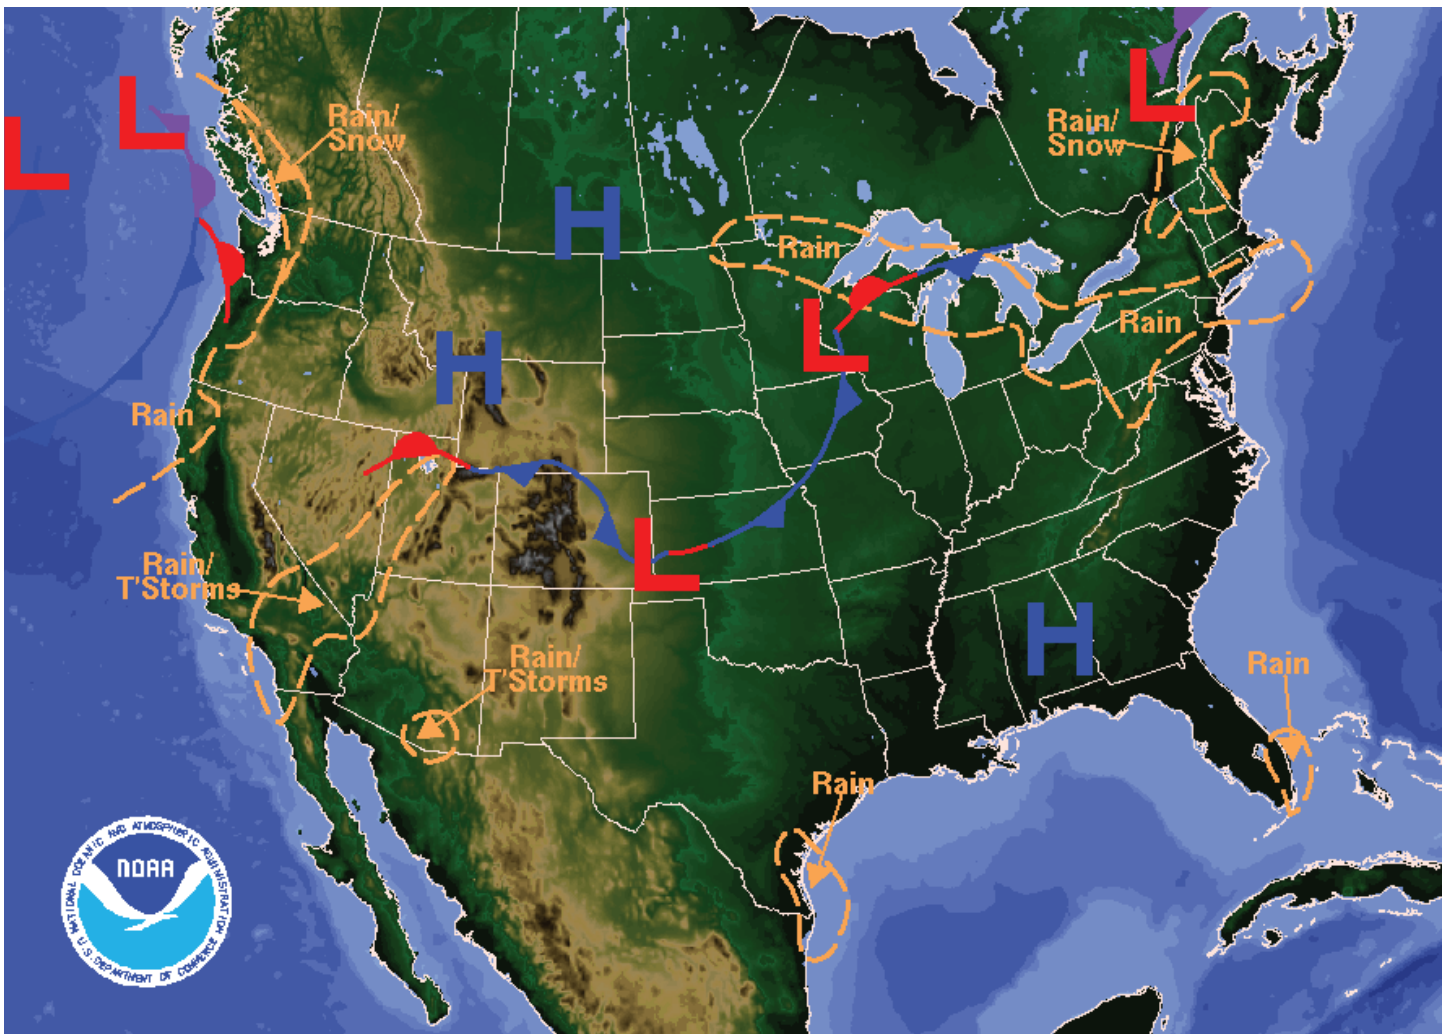 L
L
Rain/
Snow
H
L
Rain/
Snow
Rain
H
L
Rain
Rain
Rain/
T'Storms
L
Rain/
T'Storms
H
Rain
Rain
NATIONAL OCEANIC AND ATMOSPHERIC ADMINISTRATION
NOAA
U.S. DEPARTMENT OF COMMERCE